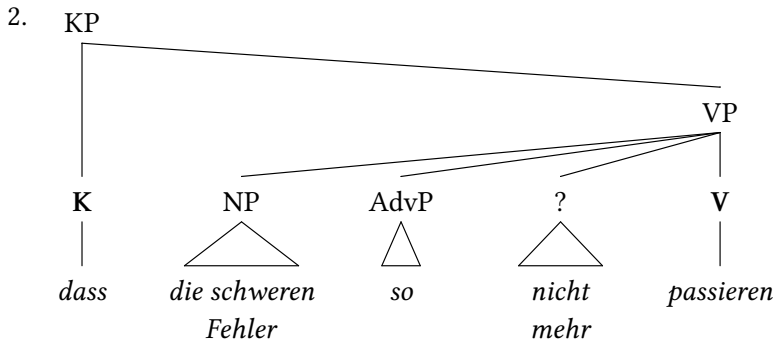 2.
KP
VP
K NP AdvP ? V
dass die schweren so nicht passieren
Fehler mehr